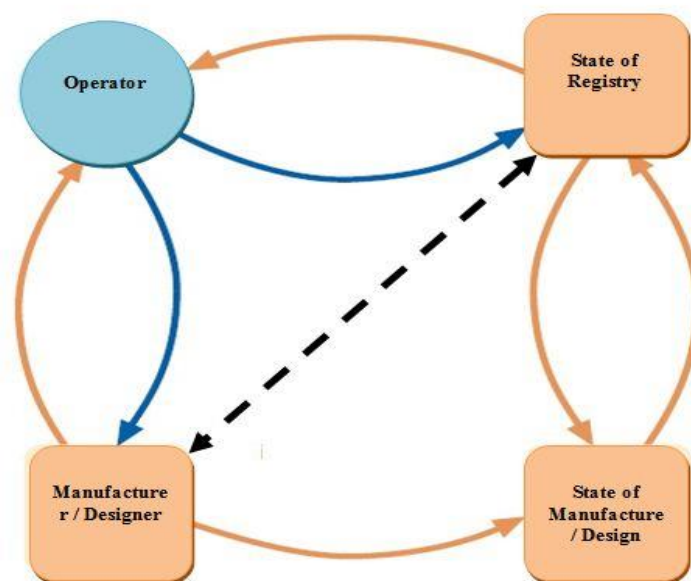 Operator
State of
Registry
Manufacture
r / Designer
State of
Manufacture
/ Design